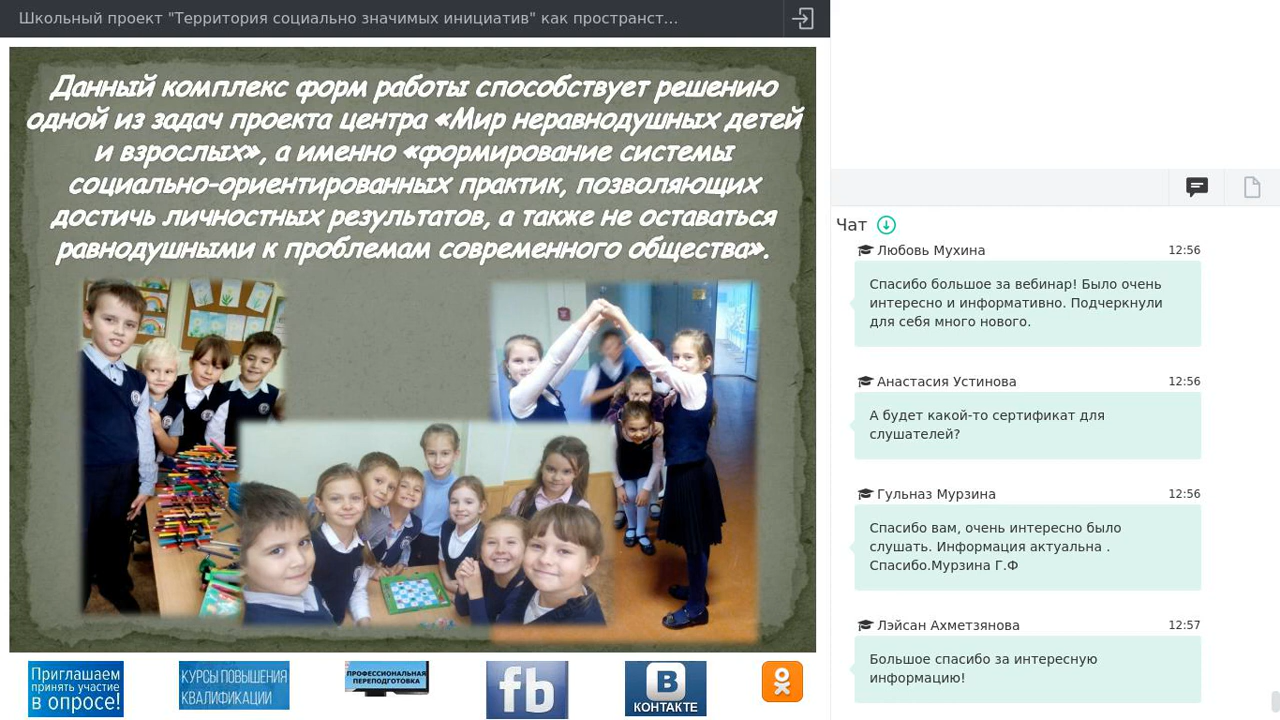 Школьный проект "Территория социально значимых инициатив" как пространст...
Данный комплекс форм работы способствует решению
одной из задач проекта центра «Мир неравнодушных детей
и взрослых», а именно «формирование системы
социально-ориентированных практик, позволяющих
достичь личностных результатов, а также не оставаться
равнодушными к проблемам современного общества».
Приглашаем
принять участие
в опросе!
КУРСЫ ПОВЫШЕНИЯ
КВАЛИФИКАЦИИ
ПРОФЕССИОНАЛЬНАЯ
ПЕРЕПОДГОТОВКА
fb
В
КОНТАКТЕ
Чат
Любовь Мухина 12:56
Спасибо большое за вебинар! Было очень
интересно и информативно. Подчеркнули
для себя много нового.
Анастасия Устинова 12:56
А будет какой-то сертификат для
слушателей?
Гульназ Мурзина 12:56
Спасибо вам, очень интересно было
слушать. Информация актуальна .
Спасибо.Мурзина Г.Ф
Лэйсан Ахметзянова 12:57
Большое спасибо за интересную
информацию!